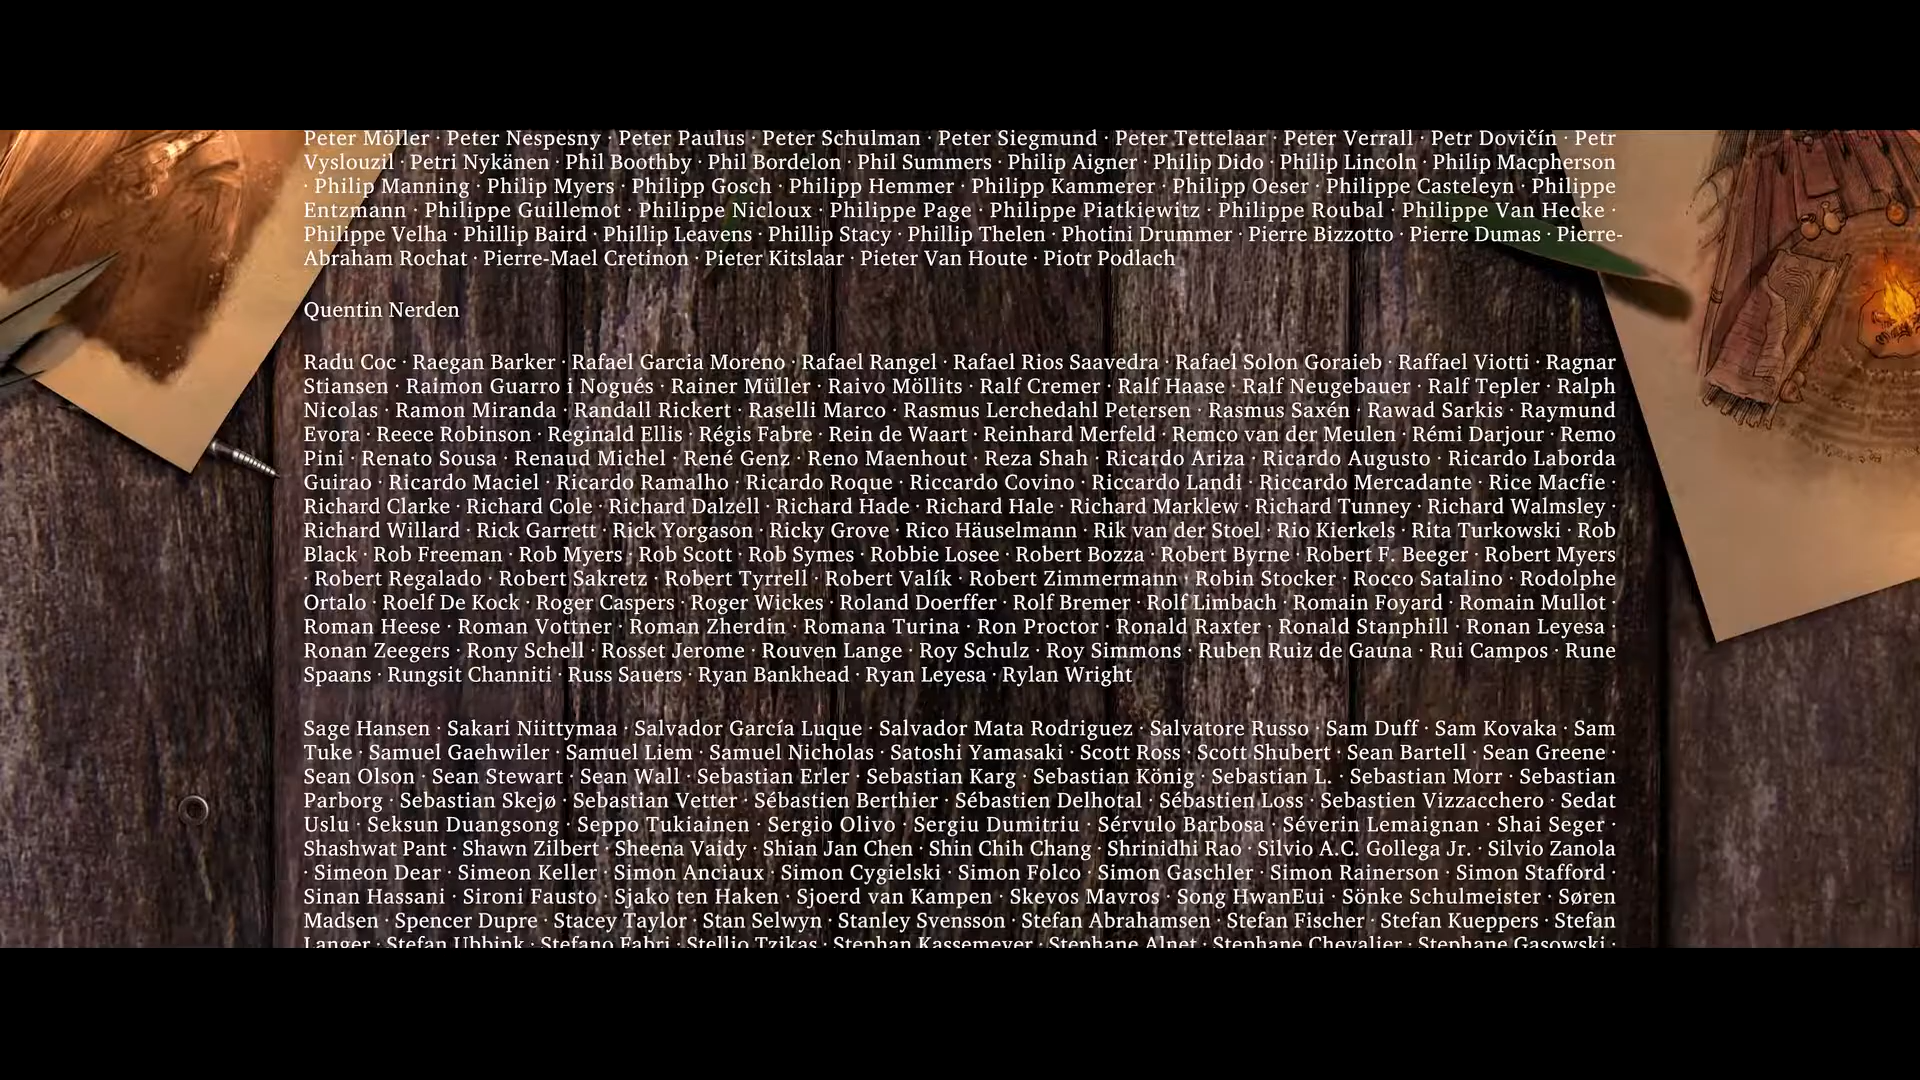 Peter Möller · Peter Nespesny · Peter Paulus · Peter Schulman · Peter Siegmund · Peter Tettelaar · Peter Verrall · Petr Dovičín · Petr
Vyslouzil · Petri Nykänen · Phil Boothby · Phil Bordelon · Phil Summers · Philip Aigner · Philip Dido · Philip Lincoln · Philip Macpherson
· Philip Manning · Philip Myers · Philipp Gosch · Philipp Hemmer · Philipp Kammerer · Philipp Oeser · Philippe Casteleyn · Philippe
Entzmann · Philippe Guillemot · Philippe Nicloux · Philippe Page · Philippe Piatkiewitz · Philippe Roubal · Philippe Van Hecke ·
Philippe Velha · Phillip Baird · Phillip Leavens · Phillip Stacy · Phillip Thelen · Photini Drummer · Pierre Bizzotto · Pierre Dumas · Pierre-
Abraham Rochat · Pierre-Mael Cretinon · Pieter Kitslaar · Pieter Van Houte · Piotr Podlach
Quentin Nerden
Radu Coc · Raegan Barker · Rafael Garcia Moreno · Rafael Rangel · Rafael Rios Saavedra · Rafael Solon Goraieb · Raffael Viotti · Ragnar
Stiansen · Raimon Guarro i Nogués · Rainer Müller · Raivo Möllits · Ralf Cremer · Ralf Haase · Ralf Neugebauer · Ralf Tepler · Ralph
Nicolas · Ramon Miranda · Randall Rickert · Raselli Marco · Rasmus Lerchedahl Petersen · Rasmus Saxén · Rawad Sarkis · Raymund
Evora · Reece Robinson · Reginald Ellis · Régis Fabre · Rein de Waart · Reinhard Merfeld · Remco van der Meulen · Rémi Darjour · Remo
Pini · Renato Sousa · Renaud Michel · René Genz · Reno Maenhout · Reza Shah · Ricardo Ariza · Ricardo Augusto · Ricardo Laborda
Guirao · Ricardo Maciel · Ricardo Ramalho · Ricardo Roque · Riccardo Covino · Riccardo Landi · Riccardo Mercadante · Rice Macfie ·
Richard Clarke · Richard Cole · Richard Dalzell · Richard Hade · Richard Hale · Richard Marklew · Richard Tunney · Richard Walmsley ·
Richard Willard · Rick Garrett · Rick Yorgason · Ricky Grove · Rico Häuselmann · Rik van der Stoel · Rio Kierkels · Rita Turkowski · Rob
Black · Rob Freeman · Rob Myers · Rob Scott · Rob Symes · Robbie Losee · Robert Bozza · Robert Byrne · Robert F. Beeger · Robert Myers
· Robert Regalado · Robert Sakretz · Robert Tyrrell · Robert Valík · Robert Zimmermann · Robin Stocker · Rocco Satalino · Rodolphe
Ortalo · Roelf De Kock · Roger Caspers · Roger Wickes · Roland Doerffer · Rolf Bremer · Rolf Limbach · Romain Foyard · Romain Mullot ·
Roman Heese · Roman Vottner · Roman Zherdin · Romana Turina · Ron Proctor · Ronald Raxter · Ronald Stanphill · Ronan Leyesa ·
Ronan Zeegers · Rony Schell · Rosset Jerome · Rouven Lange · Roy Schulz · Roy Simmons · Ruben Ruiz de Gauna · Rui Campos · Rune
Spaans · Rungsit Channiti · Russ Sauers · Ryan Bankhead · Ryan Leyesa · Rylan Wright
Sage Hansen · Sakari Niittymaa · Salvador García Luque · Salvador Mata Rodriguez · Salvatore Russo · Sam Duff · Sam Kovaka · Sam
Tuke · Samuel Gaehwiler · Samuel Liem · Samuel Nicholas · Satoshi Yamasaki · Scott Ross · Scott Shubert · Sean Bartell · Sean Greene ·
Sean Olson · Sean Stewart · Sean Wall · Sebastian Erler · Sebastian Karg · Sebastian König · Sebastian L. · Sebastian Morr · Sebastian
Parborg · Sebastian Skejø · Sebastian Vetter · Sébastien Berthier · Sébastien Delhotal · Sébastien Loss · Sebastien Vizzacchero · Sedat
Uslu · Seksun Duangsong · Seppo Tukiainen · Sergio Olivo · Sergiu Dumitriu · Sérvulo Barbosa · Séverin Lemaignan · Shai Seger ·
Shashwat Pant · Shawn Zilbert · Sheena Vaidy · Shian Jan Chen · Shin Chih Chang · Shrinidhi Rao · Silvio A.C. Gollega Jr. · Silvio Zanola
· Simeon Dear · Simeon Keller · Simon Anciaux · Simon Cygielski · Simon Folco · Simon Gaschler · Simon Rainerson · Simon Stafford ·
Sinan Hassani · Sironi Fausto · Sjako ten Haken · Sjoerd van Kampen · Skevos Mavros · Song HwanEui · Sönke Schulmeister · Søren
Madsen · Spencer Dupre · Stacey Taylor · Stan Selwyn · Stanley Svensson · Stefan Abrahamsen · Stefan Fischer · Stefan Kueppers · Stefan
Langer · Stefan Ubbink · Stefano Fabri · Stellio Tzikas · Stephan Kassemeyer · Stephane Alnet · Stephane Chevalier · Stephane Gasowski ·